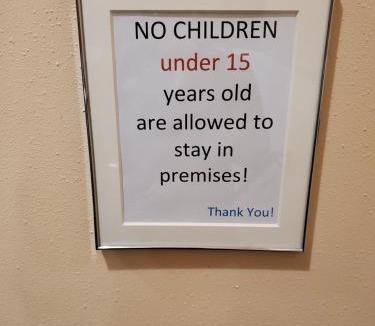 NO CHILDREN
under 15
years old
are allowed to
stay in
premises!
Thank You!